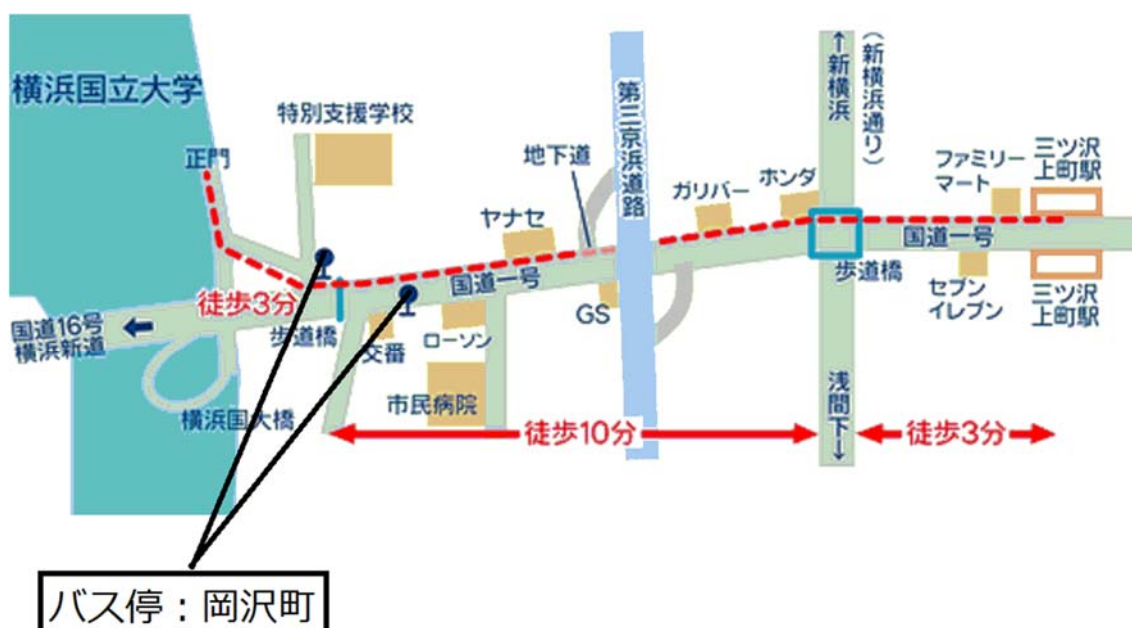 横浜国立大学
正門
特別支援学校
地下道
ヤナセ
第三京浜道路
ガリバー
ホンダ
↑新横浜
(新横浜通り)
ファミリー
マート
三ツ沢
上町駅
国道一号
国道一号
徒歩3分
国道16号
横浜新道
歩道橋
交番
ローソン
GS
歩道橋
セブン
イレブン
三ツ沢
上町駅
横浜国大橋
市民病院
徒歩10分
浅間下↓
徒歩3分
バス停：岡沢町